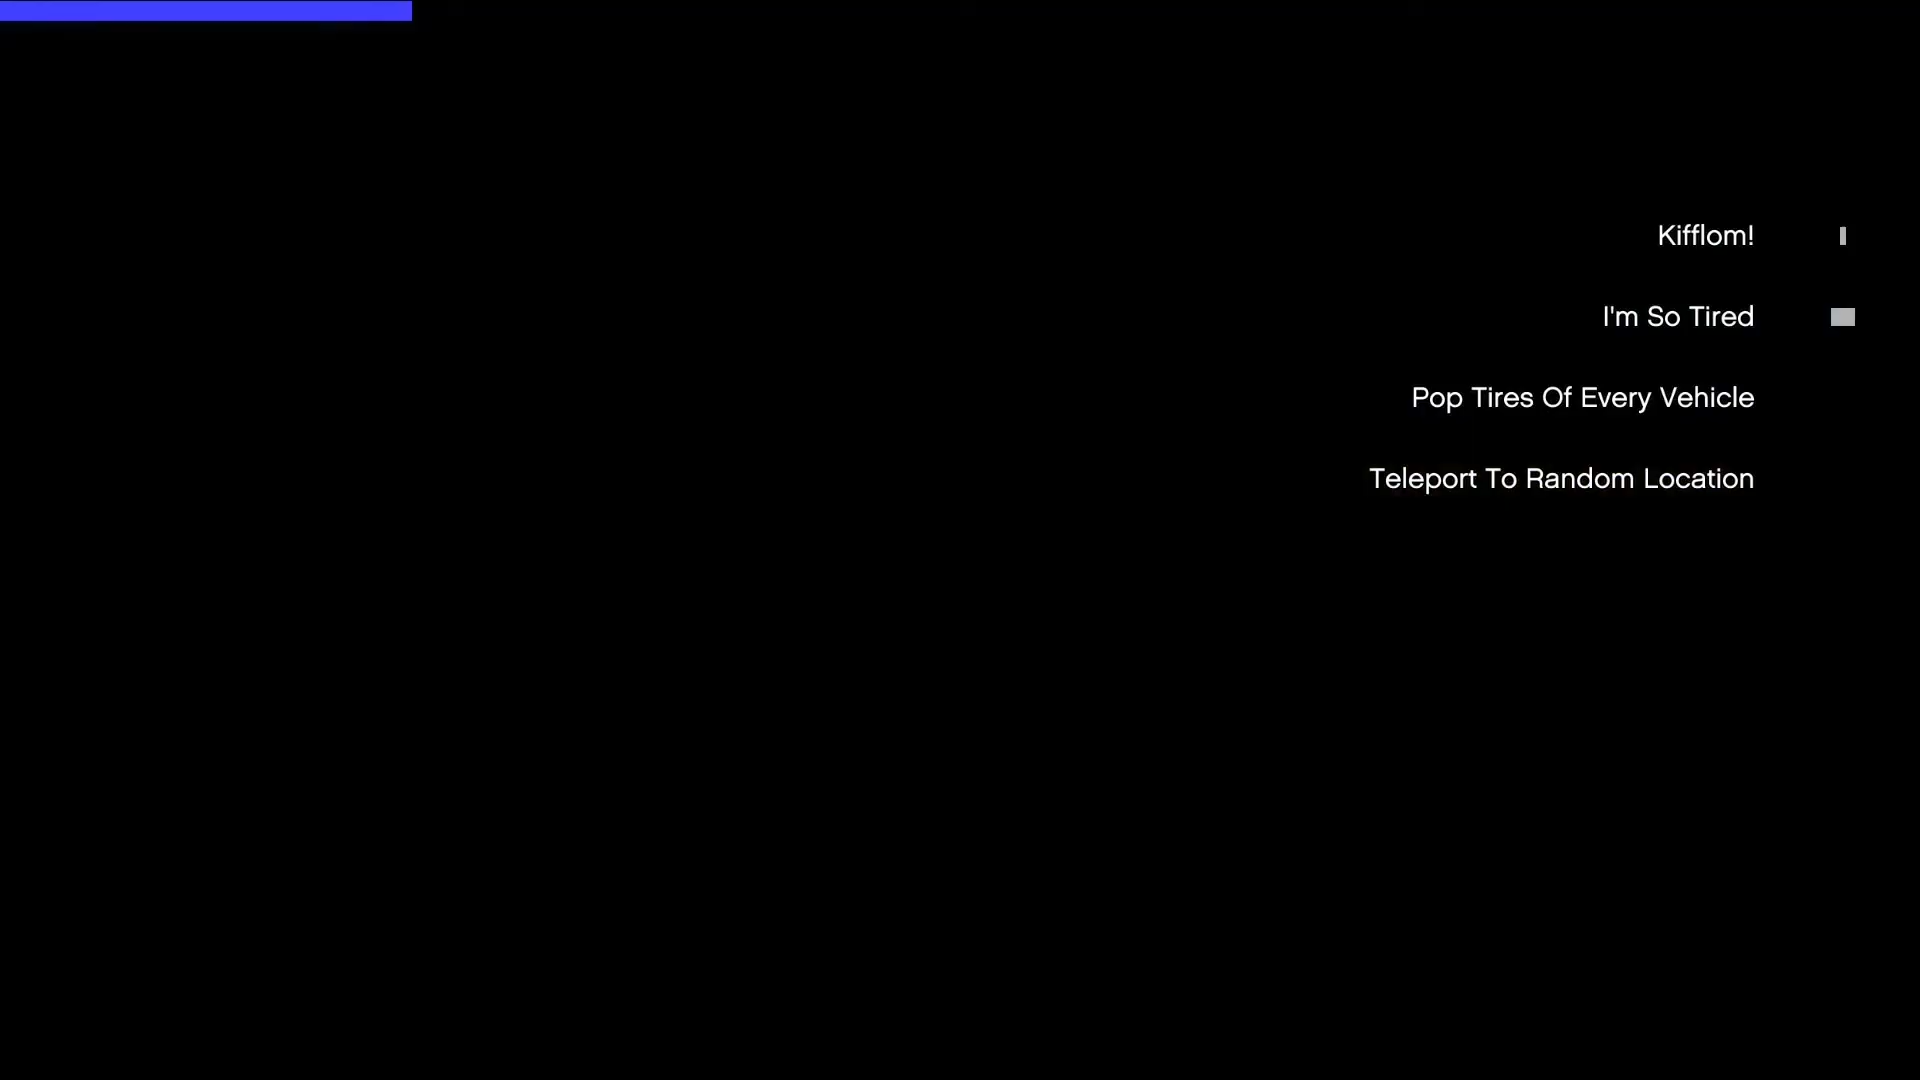 Kifflom!
I'm So Tired
Pop Tires Of Every Vehicle
Teleport To Random Location